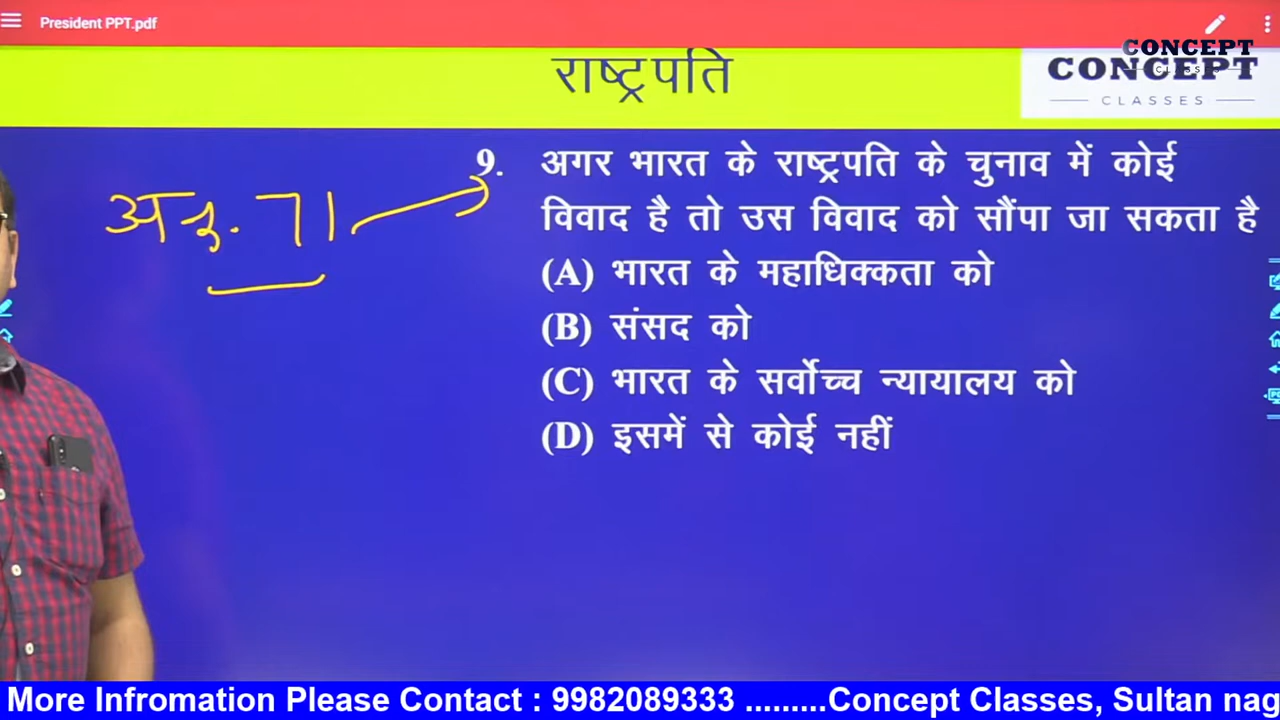 President PPT.pdf
राष्ट्रपति
CONCEPT
CLASSES
CONCEPT
CLASSES
अनु. 71
9. अगर भारत के राष्ट्रपति के चुनाव में कोई
विवाद है तो उस विवाद को सौंपा जा सकता है
(A) भारत के महाधिक्कता को
(B) संसद को
(C) भारत के सर्वोच्च न्यायालय को
(D) इसमें से कोई नहीं
More Infromation Please Contact : 9982089333 .........Concept Classes, Sultan nag